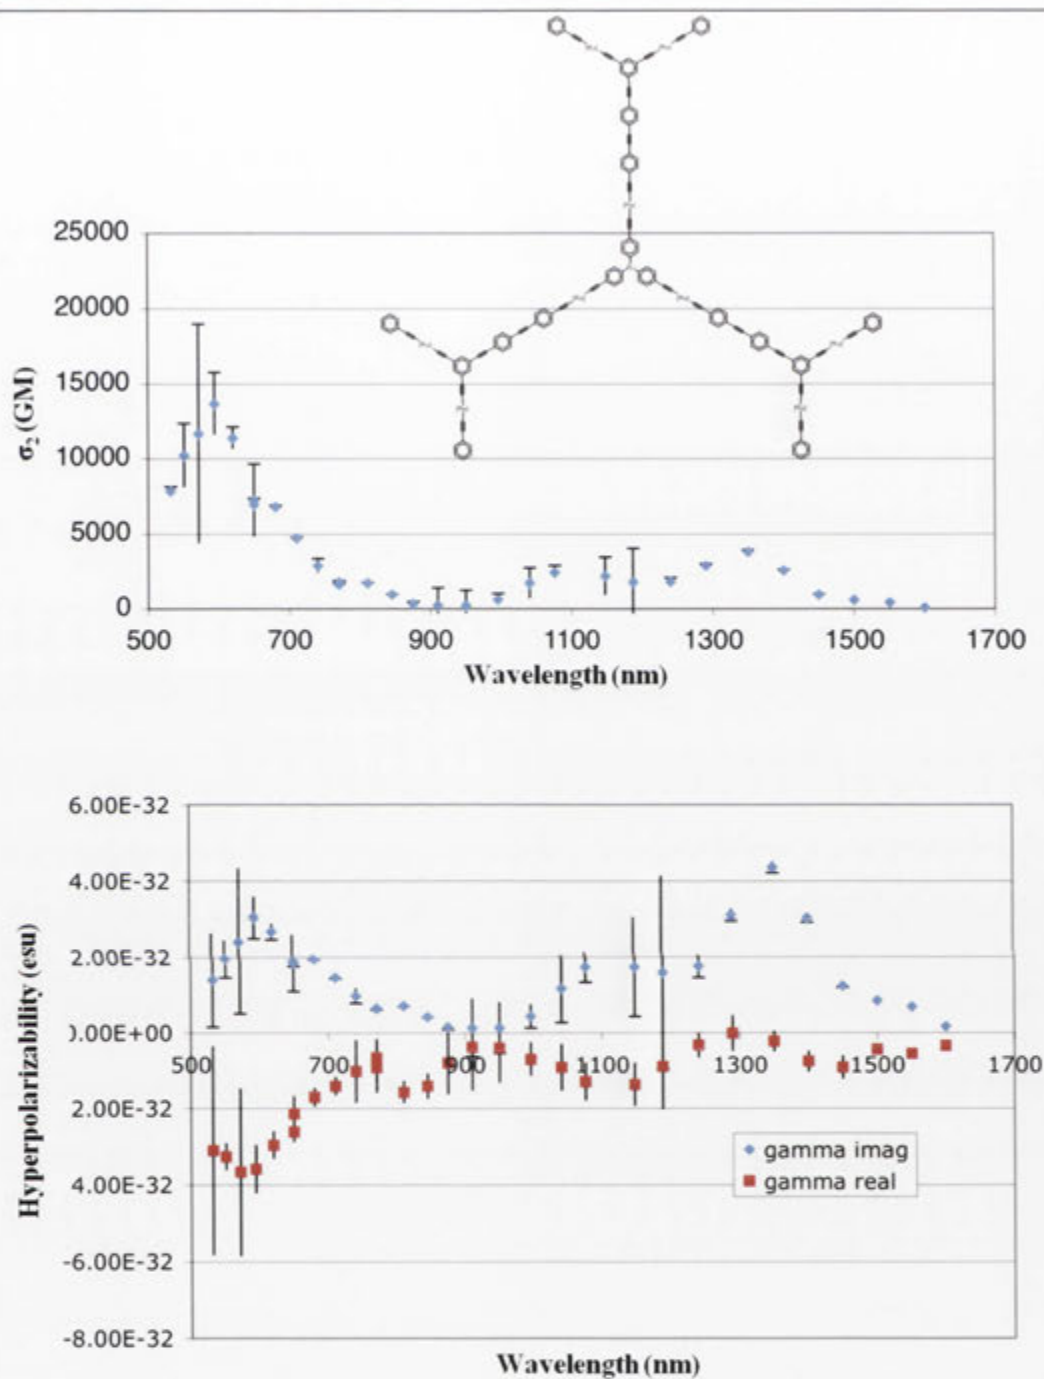 25000
20000
15000
10000
5000
0
σ₂ (GM)
500 700 900 1100 1300 1500 1700
Wavelength (nm)
6.00E-32
4.00E-32
2.00E-32
0.00E+00
2.00E-32
4.00E-32
-6.00E-32
-8.00E-32
Hyperpolarizability (esu)
500 700 900 1100 1300 1500 1700
gamma imag
gamma real
Wavelength (nm)